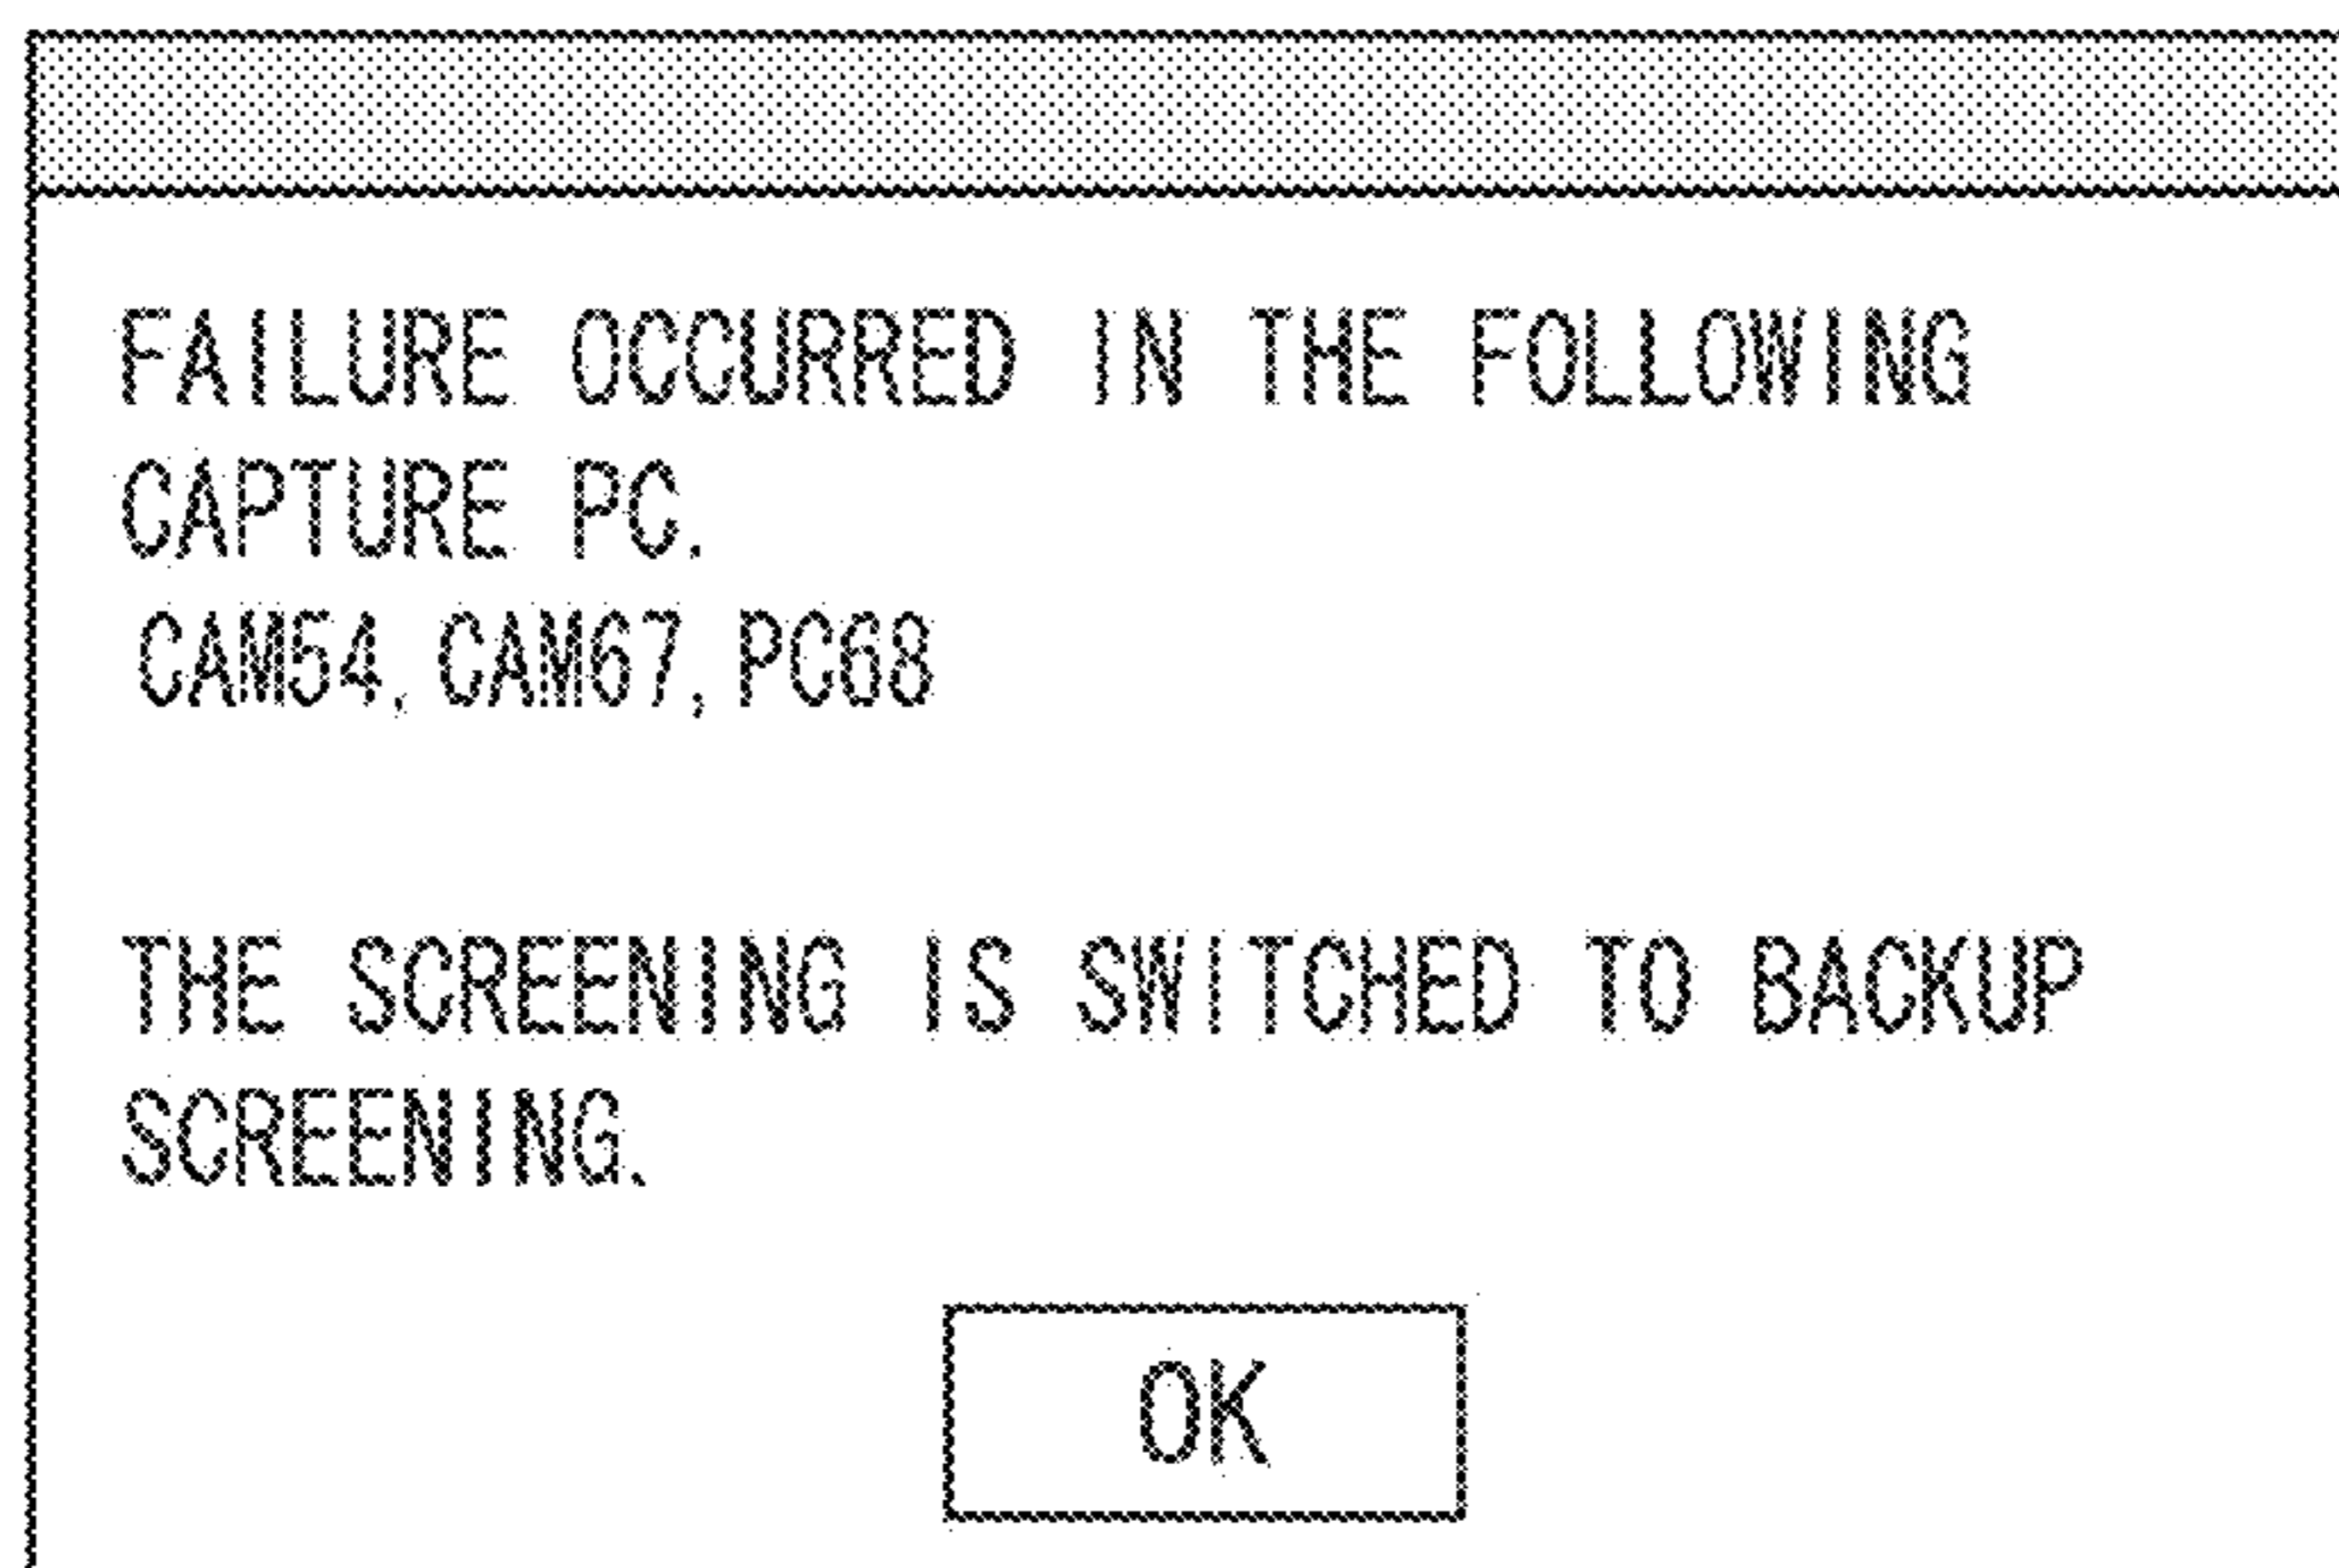 FAILURE OCCURRED IN THE FOLLOWING
CAPTURE PC.
CAM54, CAM67, PC68
THE SCREENING IS SWITCHED TO BACKUP
SCREENING.
OK